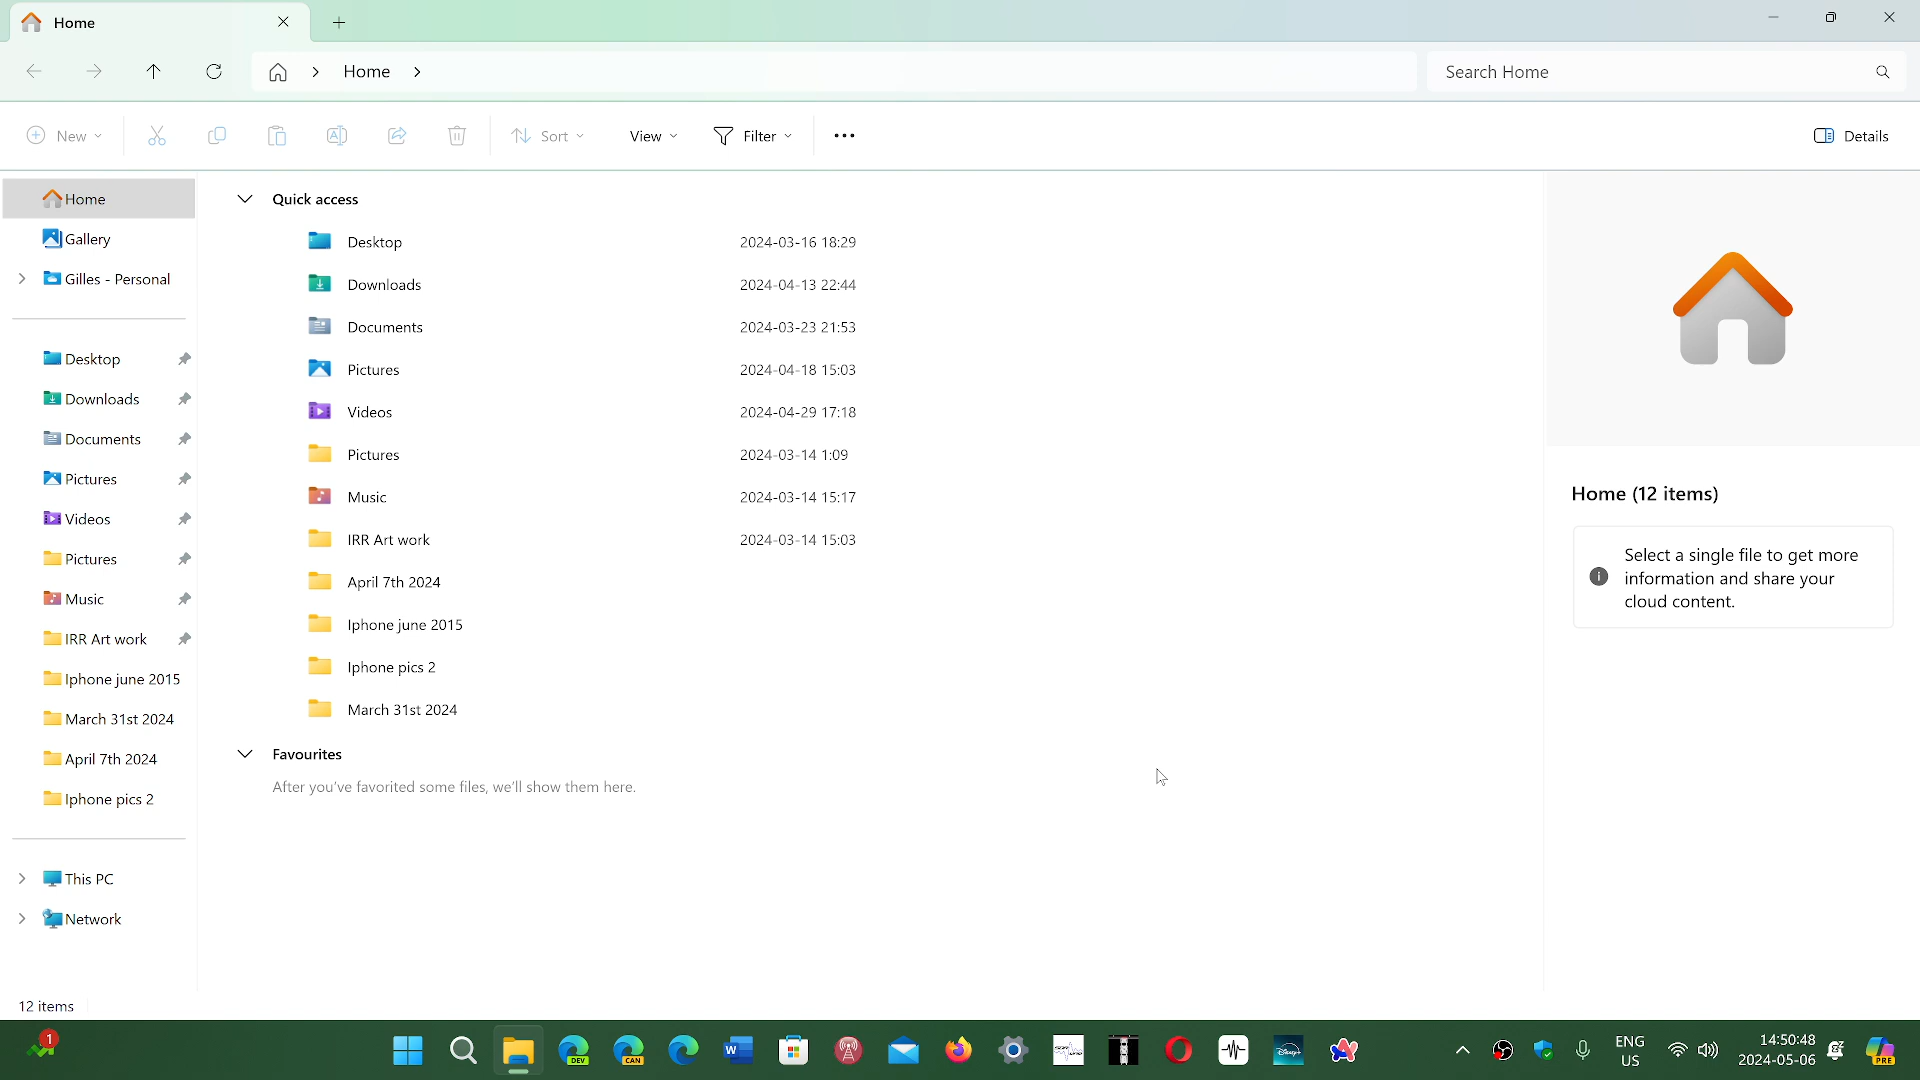 Home
Home
Search Home
New
Sort
View
Filter
Details
Home
Gallery
Gilles - Personal
Desktop
Downloads
Documents
Pictures
Videos
Pictures
Music
IRR Art work
Iphone june 2015
March 31st 2024
April 7th 2024
Iphone pics 2
This PC
Network
Quick access
Desktop 2024-03-16 18:29
Downloads 2024-04-13 22:44
Documents 2024-03-23 21:53
Pictures 2024-04-18 15:03
Videos 2024-04-29 17:18
Pictures 2024-03-14 1:09
Music 2024-03-14 15:17
IRR Art work 2024-03-14 15:03
April 7th 2024
Iphone june 2015
Iphone pics 2
March 31st 2024
Favourites
After you've favorited some files, we'll show them here.
Home (12 items)
Select a single file to get more
information and share your
cloud content.
12 items
1
DEV
CAN
W
Disney+
ENG
US
14:50:48
2024-05-06
PRE